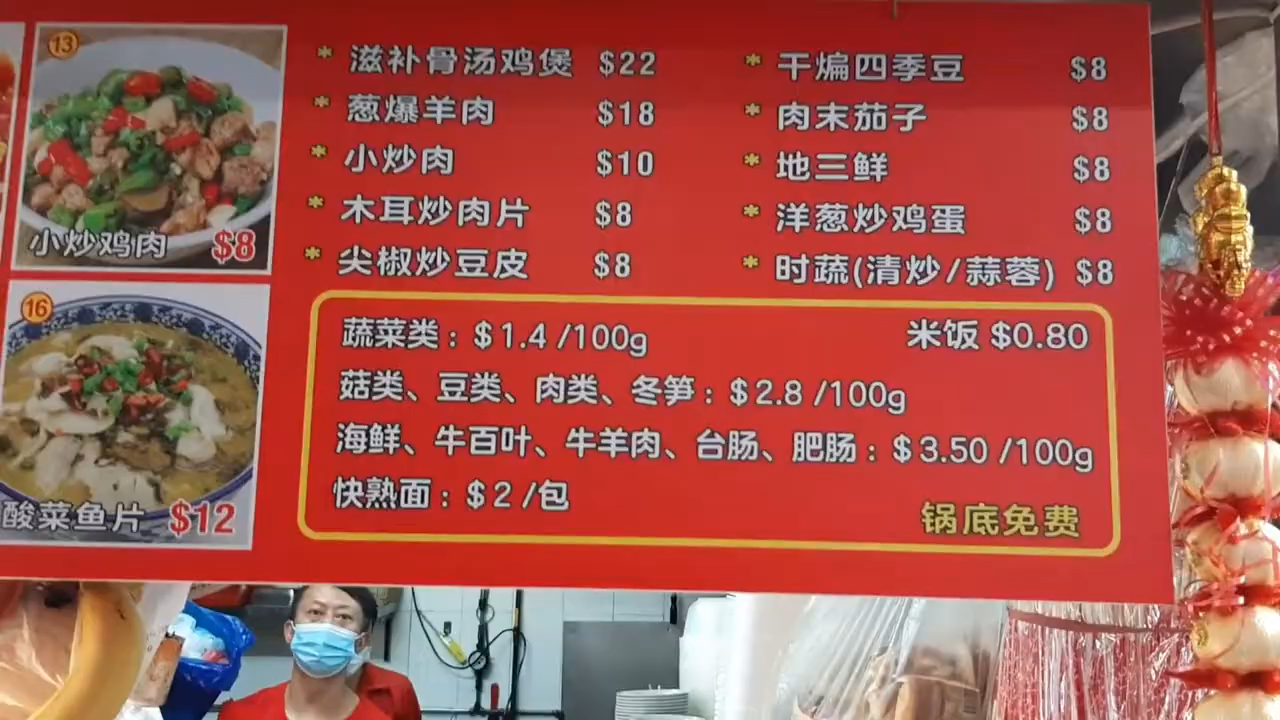 13
小炒鸡肉 $8
16
酸菜鱼片 $12
* 滋补骨汤鸡煲 $22
* 葱爆羊肉 $18
* 小炒肉 $10
* 木耳炒肉片 $8
* 尖椒炒豆皮 $8
* 干煸四季豆 $8
* 肉末茄子 $8
* 地三鲜 $8
* 洋葱炒鸡蛋 $8
* 时蔬(清炒/蒜蓉) $8
蔬菜类：$1.4 /100g 米饭 $0.80
菇类、豆类、肉类、冬笋：$2.8 /100g
海鲜、牛百叶、牛羊肉、台肠、肥肠：$3.50 /100g
快熟面：$2 /包
锅底免费